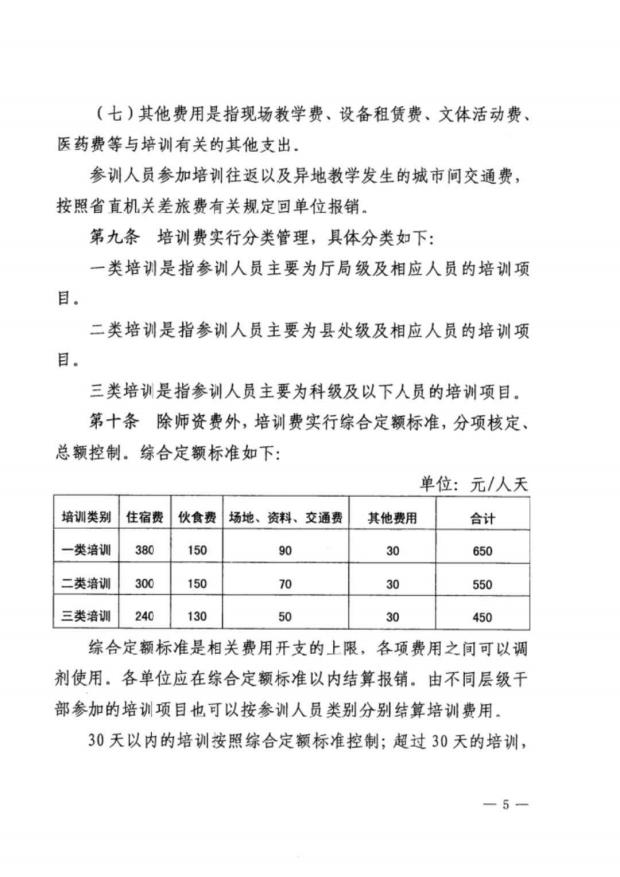 （七）其他费用是指现场教学费、设备租赁费、文体活动费、
医药费等与培训有关的其他支出。
参训人员参加培训往返以及异地教学发生的城市间交通费，
按照省直机关差旅费有关规定回单位报销。
第九条　培训费实行分类管理，具体分类如下：
一类培训是指参训人员主要为厅局级及相应人员的培训项
目。
二类培训是指参训人员主要为县处级及相应人员的培训项
目。
三类培训是指参训人员主要为科级及以下人员的培训项目。
第十条　除师资费外，培训费实行综合定额标准，分项核定、
总额控制。综合定额标准如下：
单位：元/人天
培训类别 住宿费 伙食费 场地、资料、交通费 其他费用 合计
一类培训 380 150 90 30 650
二类培训 300 150 70 30 550
三类培训 240 130 50 30 450
综合定额标准是相关费用开支的上限，各项费用之间可以调
剂使用。各单位应在综合定额标准以内结算报销。由不同层级干
部参加的培训项目也可以按参训人员类别分别结算培训费用。
30 天以内的培训按照综合定额标准控制；超过 30 天的培训，
— 5 —